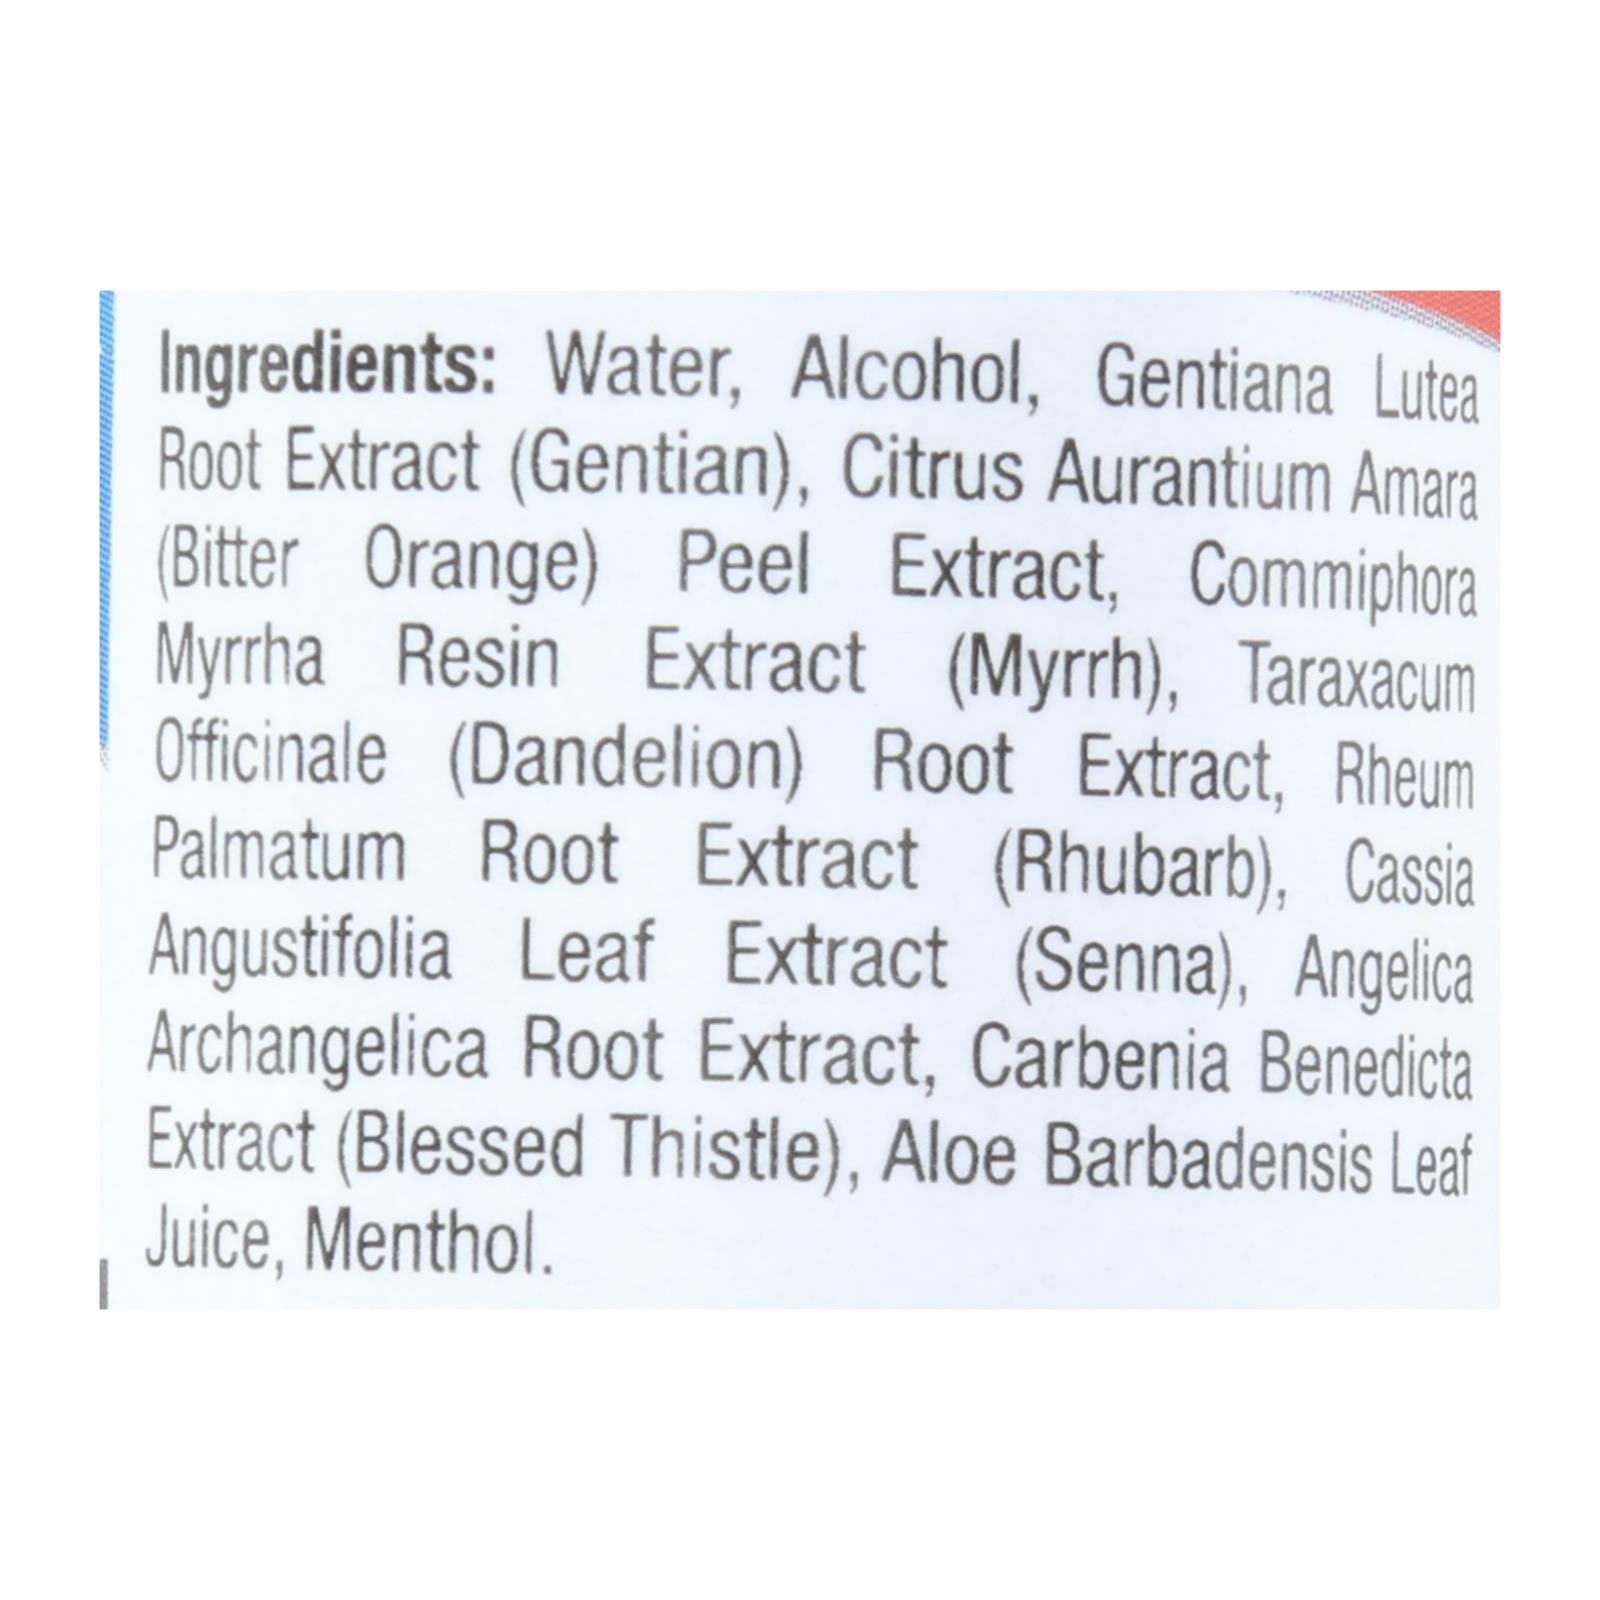 Ingredients: Water, Alcohol, Gentiana Lutea
Root Extract (Gentian), Citrus Aurantium Amara
(Bitter Orange) Peel Extract, Commiphora
Myrrha Resin Extract (Myrrh), Taraxacum
Officinale (Dandelion) Root Extract, Rheum
Palmatum Root Extract (Rhubarb), Cassia
Angustifolia Leaf Extract (Senna), Angelica
Archangelica Root Extract, Carbenia Benedicta
Extract (Blessed Thistle), Aloe Barbadensis Leaf
Juice, Menthol.